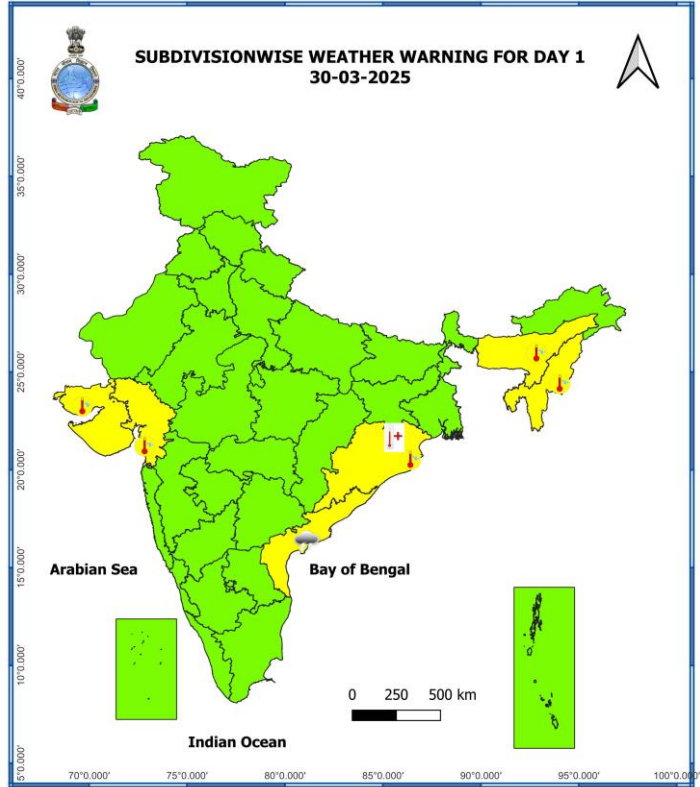 SUBDIVISIONWISE WEATHER WARNING FOR DAY 1
30-03-2025
40°0.000'
35°0.000'
30°0.000'
25°0.000'
20°0.000'
15°0.000'
10°0.000'
5°0.000'
Arabian Sea
Bay of Bengal
0 250 500 km
Indian Ocean
70°0.000' 75°0.000' 80°0.000' 85°0.000' 90°0.000' 95°0.000' 100°0.000'